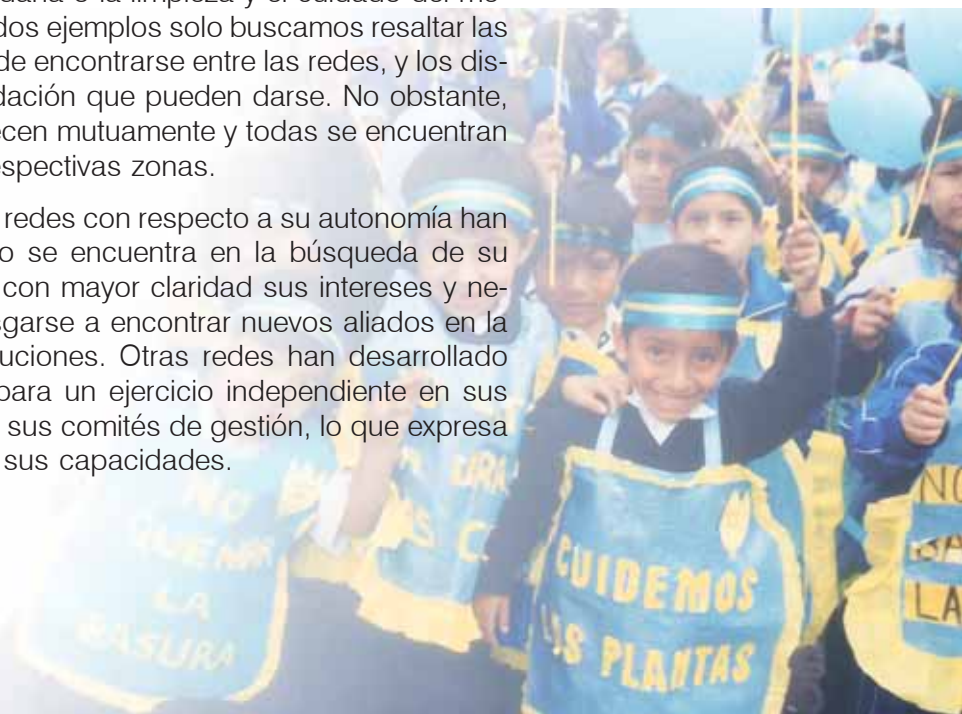 dos ejemplos solo buscamos resaltar las
de encontrarse entre las redes, y los dis-
dación que pueden darse. No obstante,
ecen mutuamente y todas se encuentran
espectivas zonas.
redes con respecto a su autonomía han
o se encuentra en la búsqueda de su
con mayor claridad sus intereses y ne-
sgarse a encontrar nuevos aliados en la
uciones. Otras redes han desarrollado
para un ejercicio independiente en sus
sus comités de gestión, lo que expresa
sus capacidades.
NO
QUEMA
LA
BASURA
CUIDEMOS
LAS PLANTAS
NO
LA